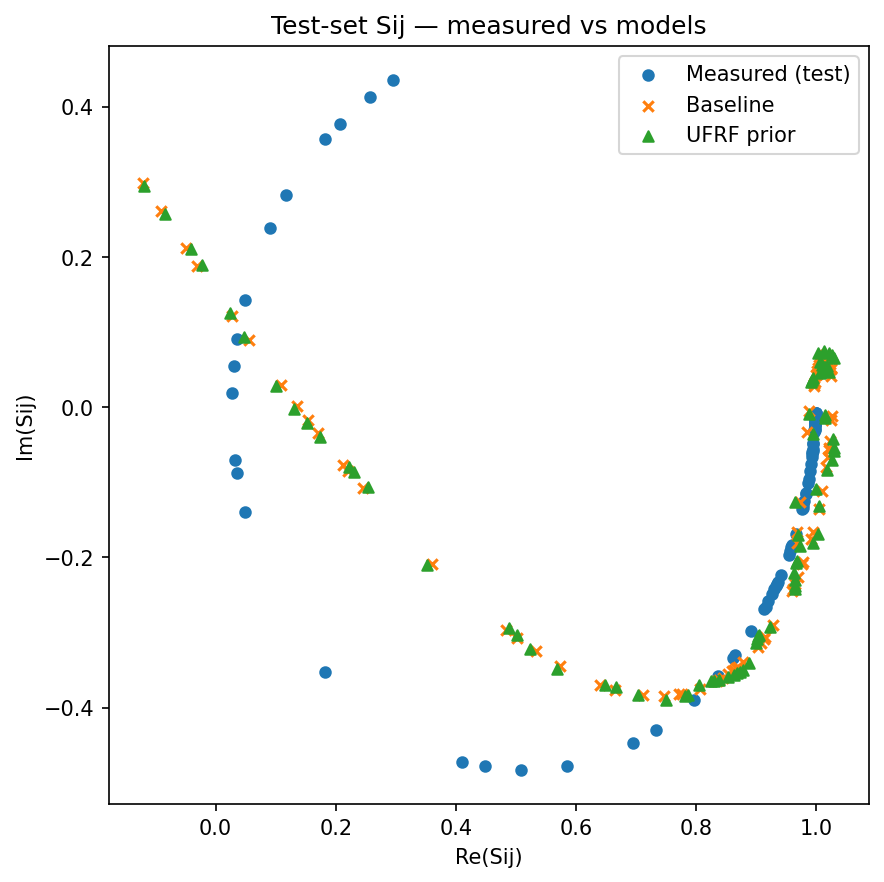 Test-set Sij — measured vs models
Measured (test)
Baseline
UFRF prior
0.4
0.2
0.0
−0.2
−0.4
Im(Sij)
0.0 0.2 0.4 0.6 0.8 1.0
Re(Sij)